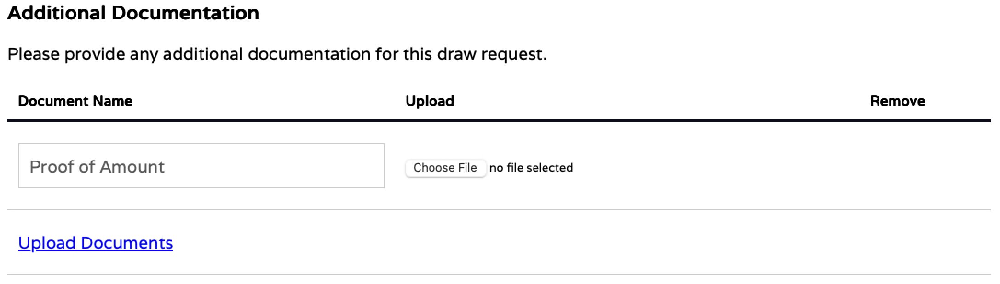 Additional Documentation
Please provide any additional documentation for this draw request.
Document Name Upload Remove
Proof of Amount Choose File no file selected
Upload Documents